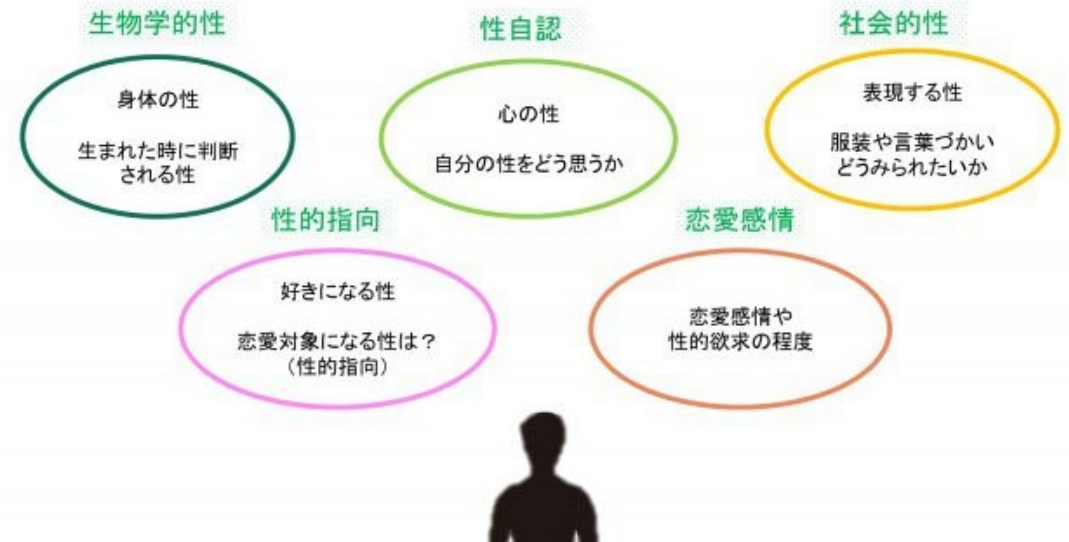 生物学的性
身体の性
生まれた時に判断
される性
性自認
心の性
自分の性をどう思うか
社会的性
表現する性
服装や言葉づかい
どうみられたいか
性的指向
好きになる性
恋愛対象になる性は？
（性的指向）
恋愛感情
恋愛感情や
性的欲求の程度